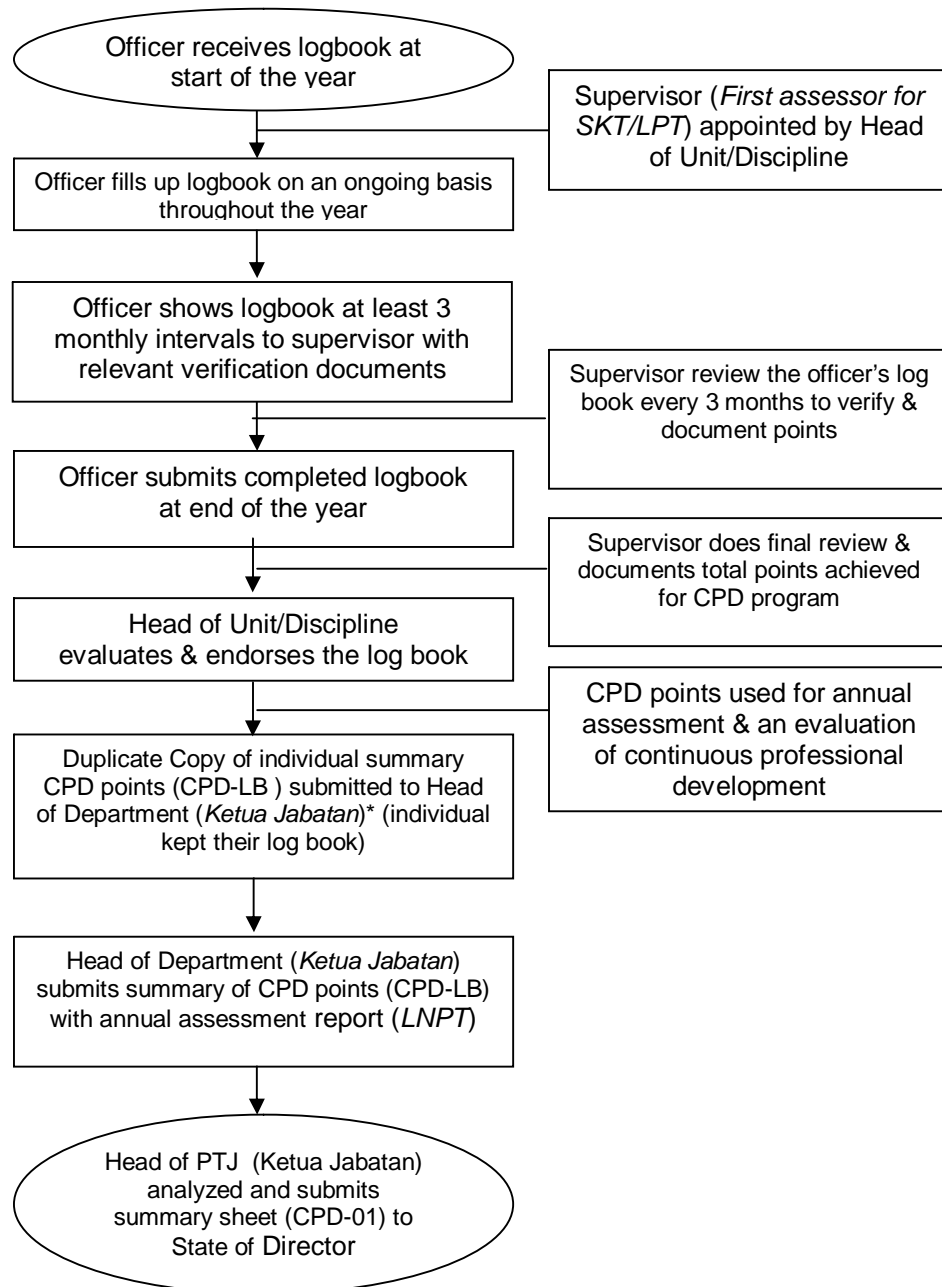 Officer receives logbook at
start of the year
Supervisor (First assessor for
SKT/LPT) appointed by Head
of Unit/Discipline
Officer fills up logbook on an ongoing basis
throughout the year
Officer shows logbook at least 3
monthly intervals to supervisor with
relevant verification documents
Supervisor review the officer's log
book every 3 months to verify &
document points
Officer submits completed logbook
at end of the year
Supervisor does final review &
documents total points achieved
for CPD program
Head of Unit/Discipline
evaluates & endorses the log book
CPD points used for annual
assessment & an evaluation
of continuous professional
development
Duplicate Copy of individual summary
CPD points (CPD-LB ) submitted to Head
of Department (Ketua Jabatan)* (individual
kept their log book)
Head of Department (Ketua Jabatan)
submits summary of CPD points (CPD-LB)
with annual assessment report (LNPT)
Head of PTJ (Ketua Jabatan)
analyzed and submits
summary sheet (CPD-01) to
State of Director